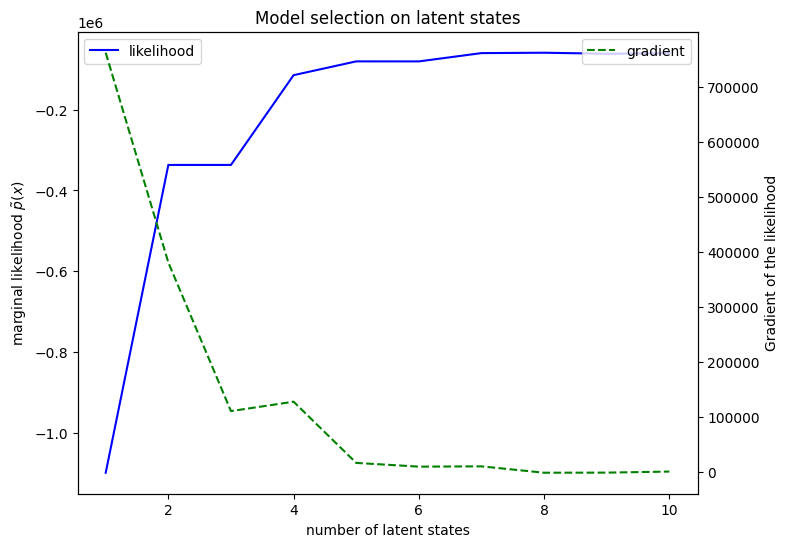 Model selection on latent states
1e6
likelihood
gradient
−0.2
−0.4
−0.6
−0.8
−1.0
marginal likelihood p̃(x)
700000
600000
500000
400000
300000
200000
100000
0
Gradient of the likelihood
2 4 6 8 10
number of latent states